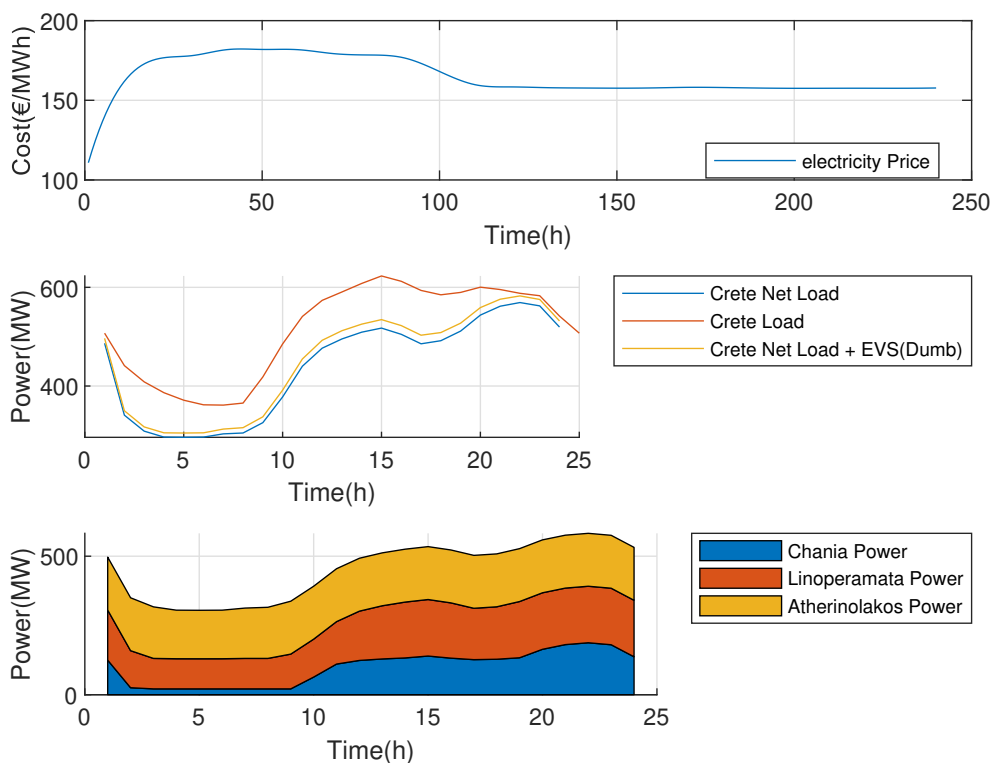 200
150
100
Cost(€/MWh)
electricity Price
0 50 100 150 200 250
Time(h)
600
400
Power(MW)
Crete Net Load
Crete Load
Crete Net Load + EVS(Dumb)
0 5 10 15 20 25
Time(h)
500
0
Power(MW)
Chania Power
Linoperamata Power
Atherinolakos Power
0 5 10 15 20 25
Time(h)